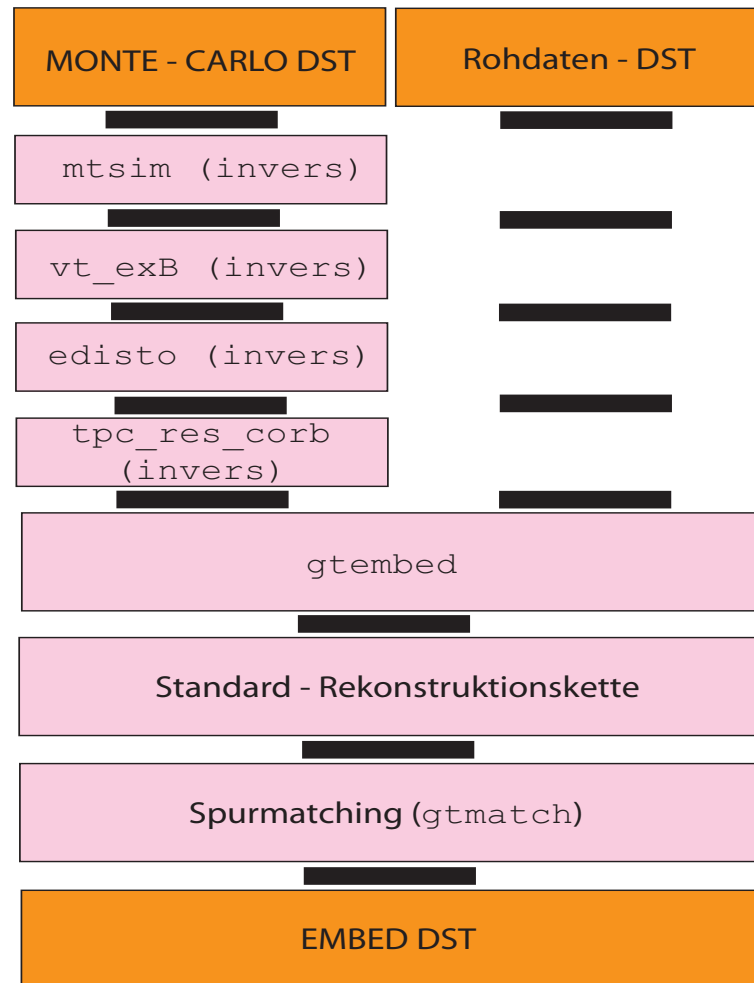 MONTE - CARLO DST
Rohdaten - DST
mtsim (invers)
vt_exB (invers)
edisto (invers)
tpc_res_corb
(invers)
gtembed
Standard - Rekonstruktionskette
Spurmatching (gtmatch)
EMBED DST